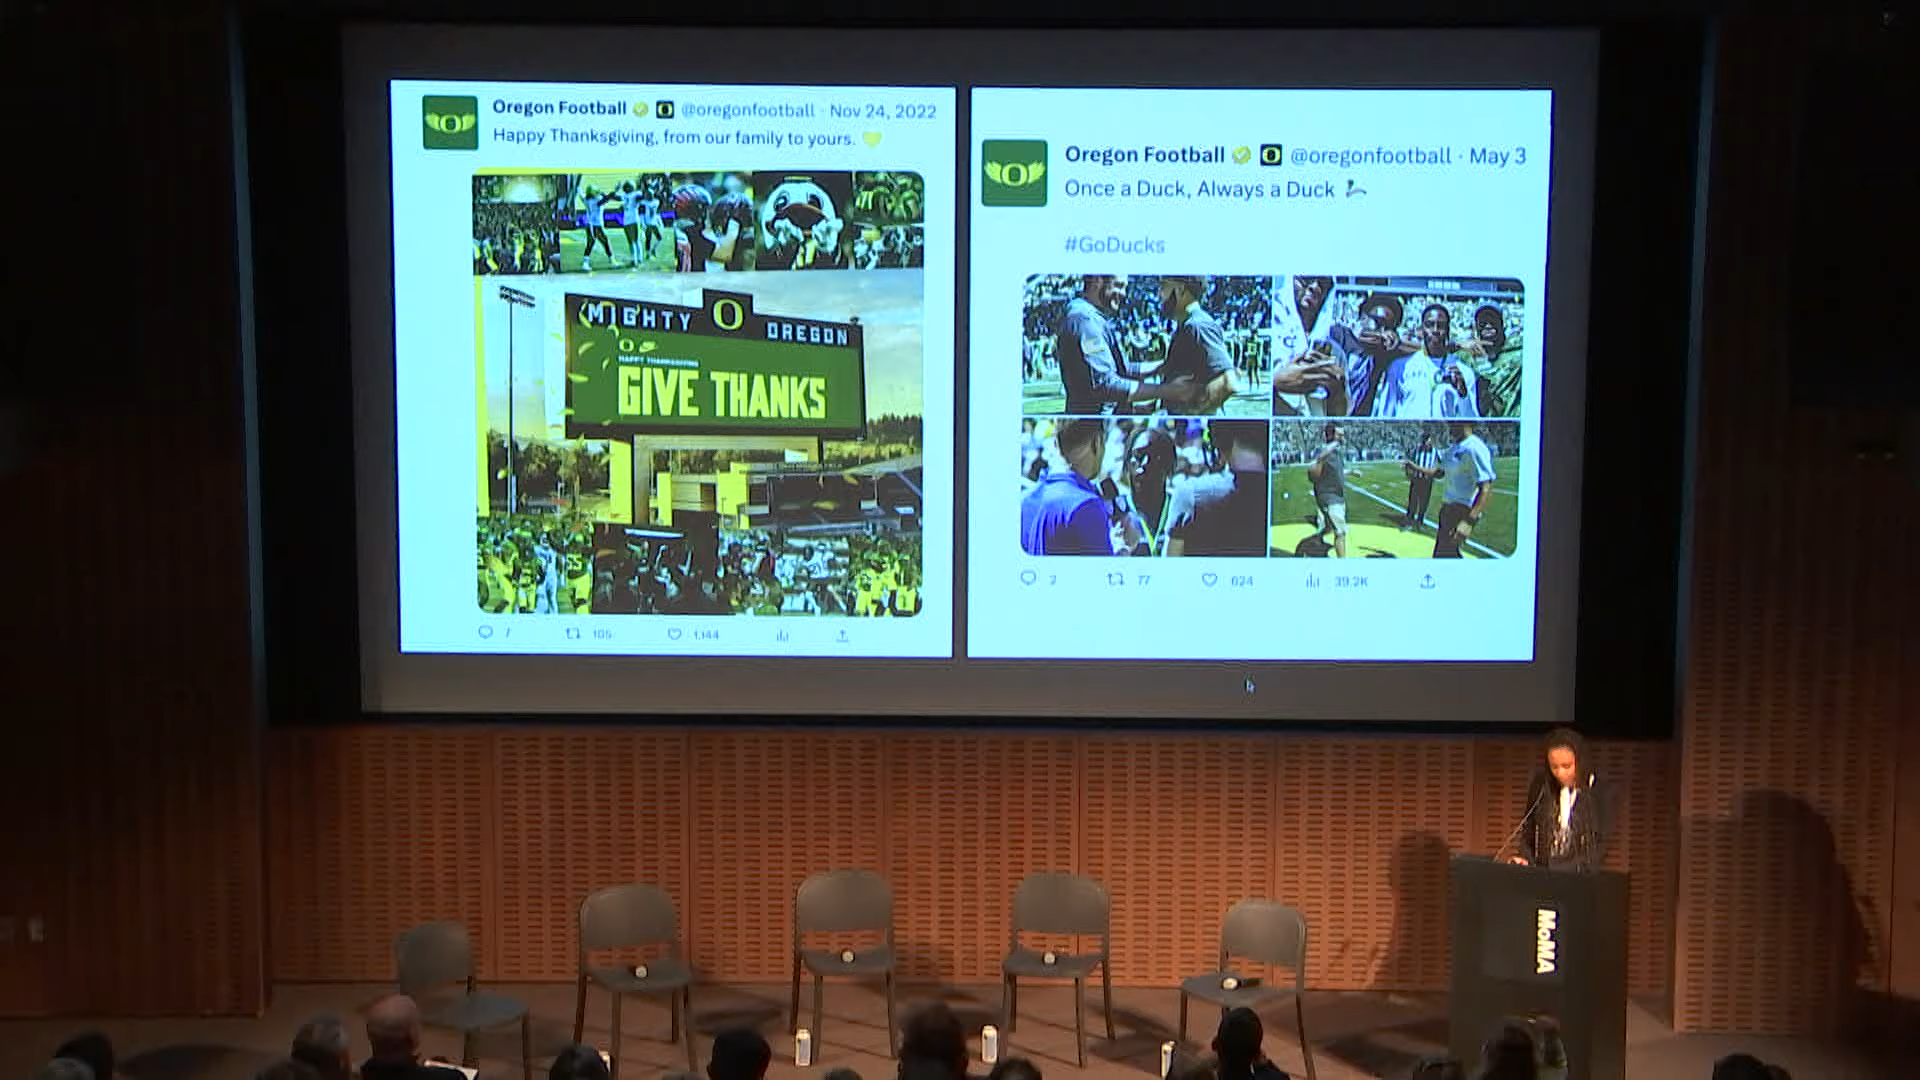 Oregon Football @oregonfootball · Nov 24, 2022
Happy Thanksgiving, from our family to yours.
MIGHTY O OREGON
O
HAPPY THANKSGIVING
GIVE THANKS
7 105 1,144
Oregon Football @oregonfootball · May 3
Once a Duck, Always a Duck
#GoDucks
2 77 624 39.2K
MoMA